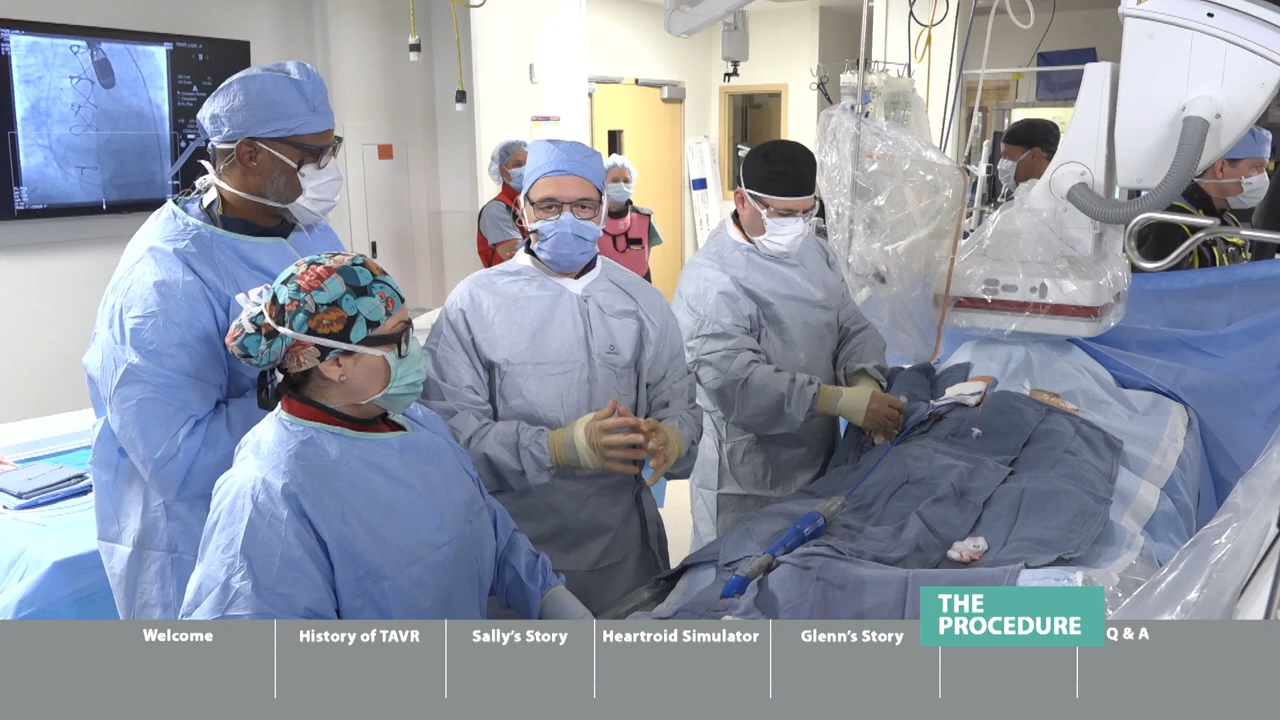 THE
PROCEDURE
Welcome
History of TAVR
Sally's Story
Heartroid Simulator
Glenn's Story
Q & A